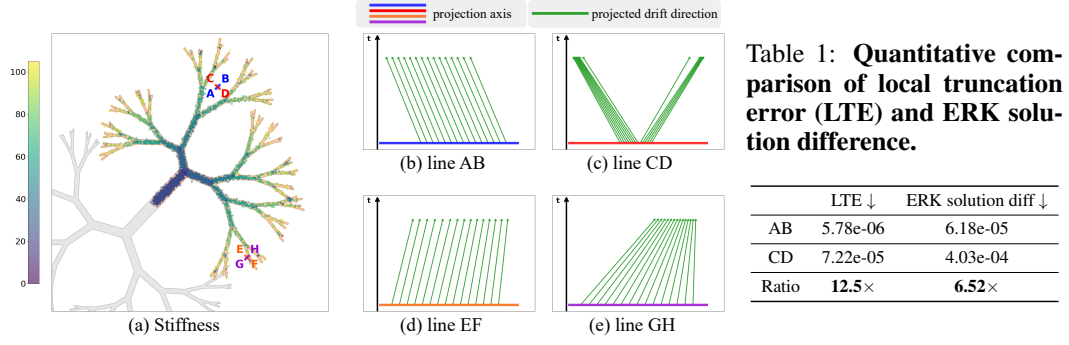 projection axis
projected drift direction
100
80
60
40
20
0
C B
A D
E H
G F
(a) Stiffness
t
(b) line AB
t
(c) line CD
t
(d) line EF
t
(e) line GH
Table 1: Quantitative com-
parison of local truncation
error (LTE) and ERK solu-
tion difference.
LTE ↓ ERK solution diff ↓
AB 5.78e-06 6.18e-05
CD 7.22e-05 4.03e-04
Ratio 12.5× 6.52×